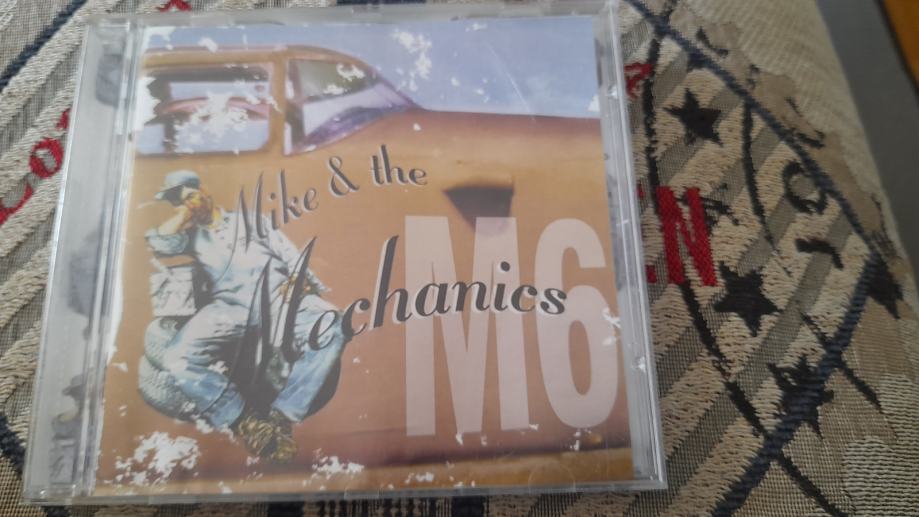 Mike & the
Mechanics
M6